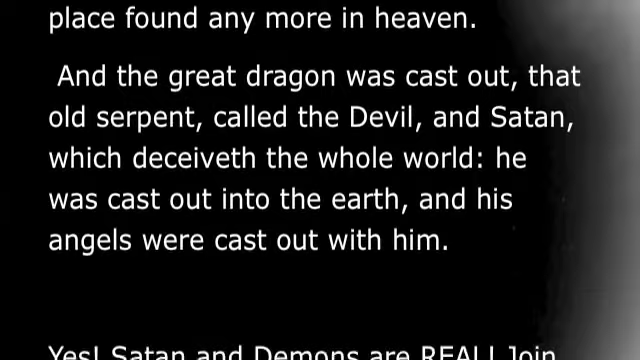 place found any more in heaven.
And the great dragon was cast out, that
old serpent, called the Devil, and Satan,
which deceiveth the whole world: he
was cast out into the earth, and his
angels were cast out with him.
Yes! Satan and Demons are REAL! Join